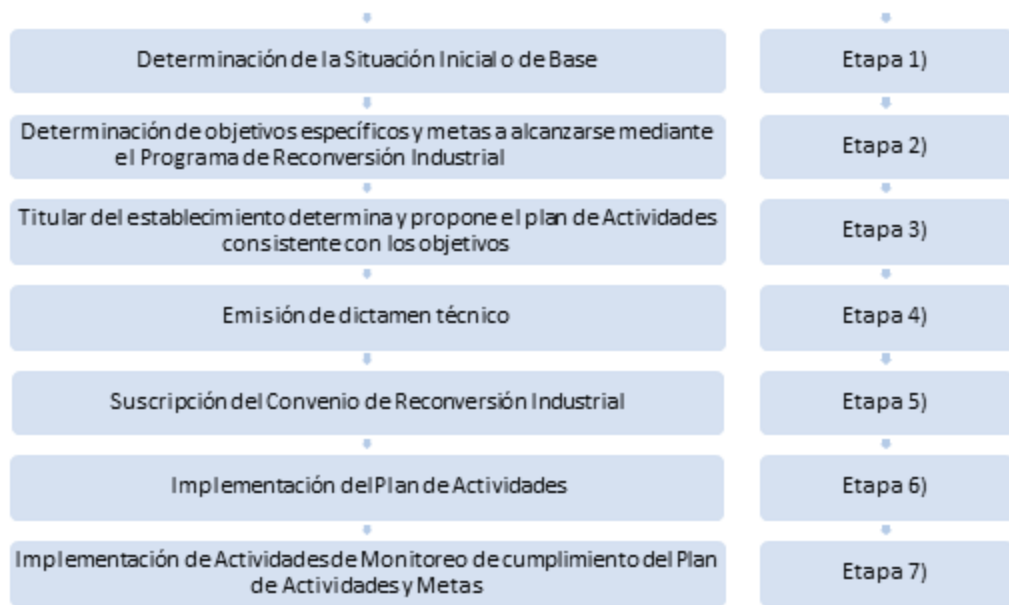 Determinación de la Situación Inicial o de Base
Etapa 1)
Determinación de objetivos específicos y metas a alcanzarse mediante
el Programa de Reconversión Industrial
Etapa 2)
Titular del establecimiento determina y propone el plan de Actividades
consistente con los objetivos
Etapa 3)
Emisión de dictamen técnico
Etapa 4)
Suscripción del Convenio de Reconversión Industrial
Etapa 5)
Implementación del Plan de Actividades
Etapa 6)
Implementación de Actividades de Monitoreo de cumplimiento del Plan
de Actividades y Metas
Etapa 7)